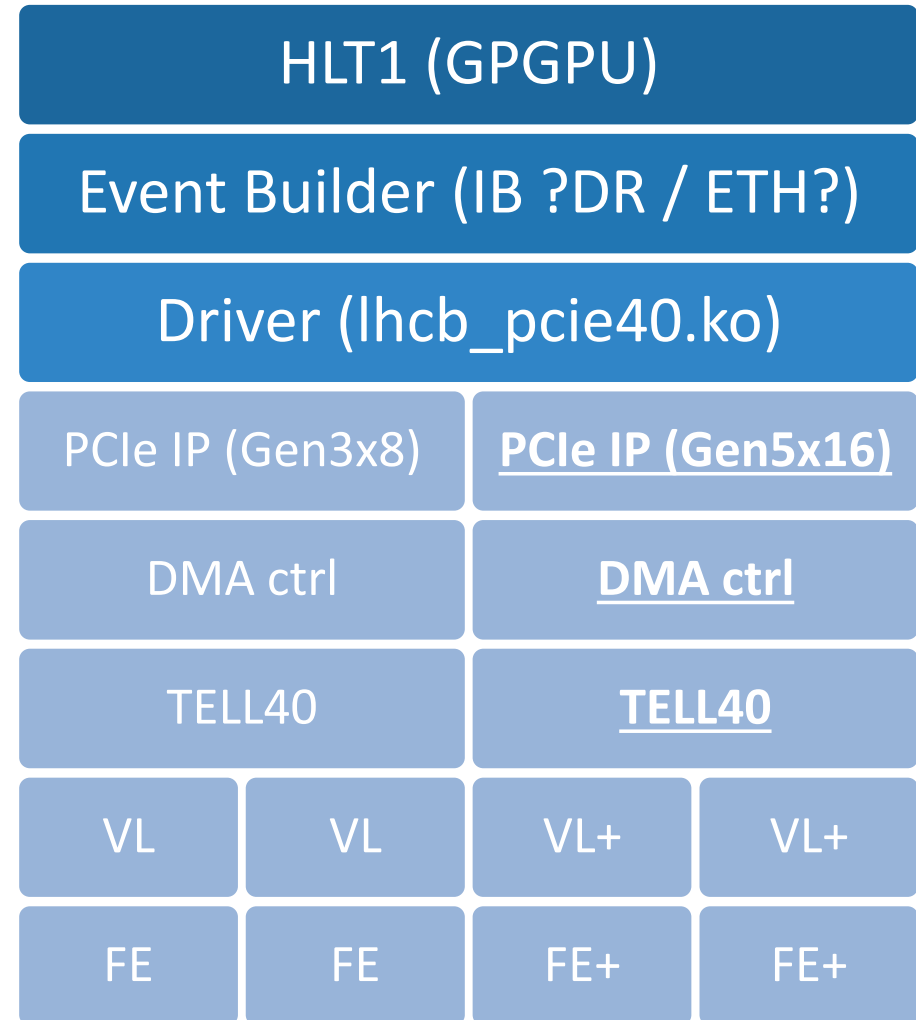 HLT1 (GPGPU)
Event Builder (IB ?DR / ETH?)
Driver (lhcb_pcie40.ko)
PCIe IP (Gen3x8) PCIe IP (Gen5x16)
DMA ctrl DMA ctrl
TELL40 TELL40
VL VL VL+ VL+
FE FE FE+ FE+